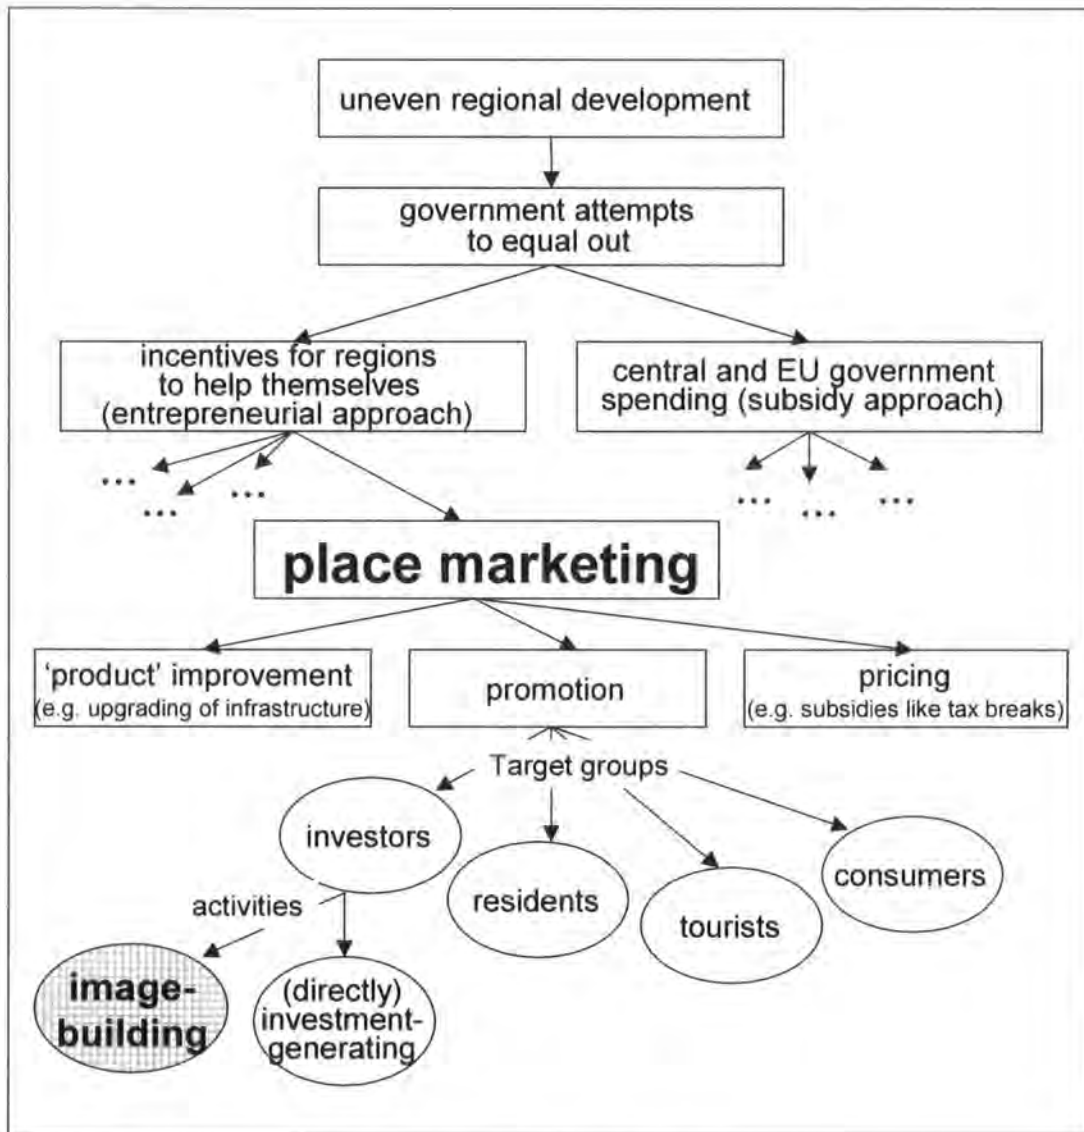 uneven regional development
government attempts
to equal out
incentives for regions
to help themselves
(entrepreneurial approach)
central and EU government
spending (subsidy approach)
...
...
...
...
...
...
place marketing
'product' improvement
(e.g. upgrading of infrastructure)
promotion
pricing
(e.g. subsidies like tax breaks)
Target groups
investors
residents
tourists
consumers
activities
image-
building
(directly)
investment-
generating